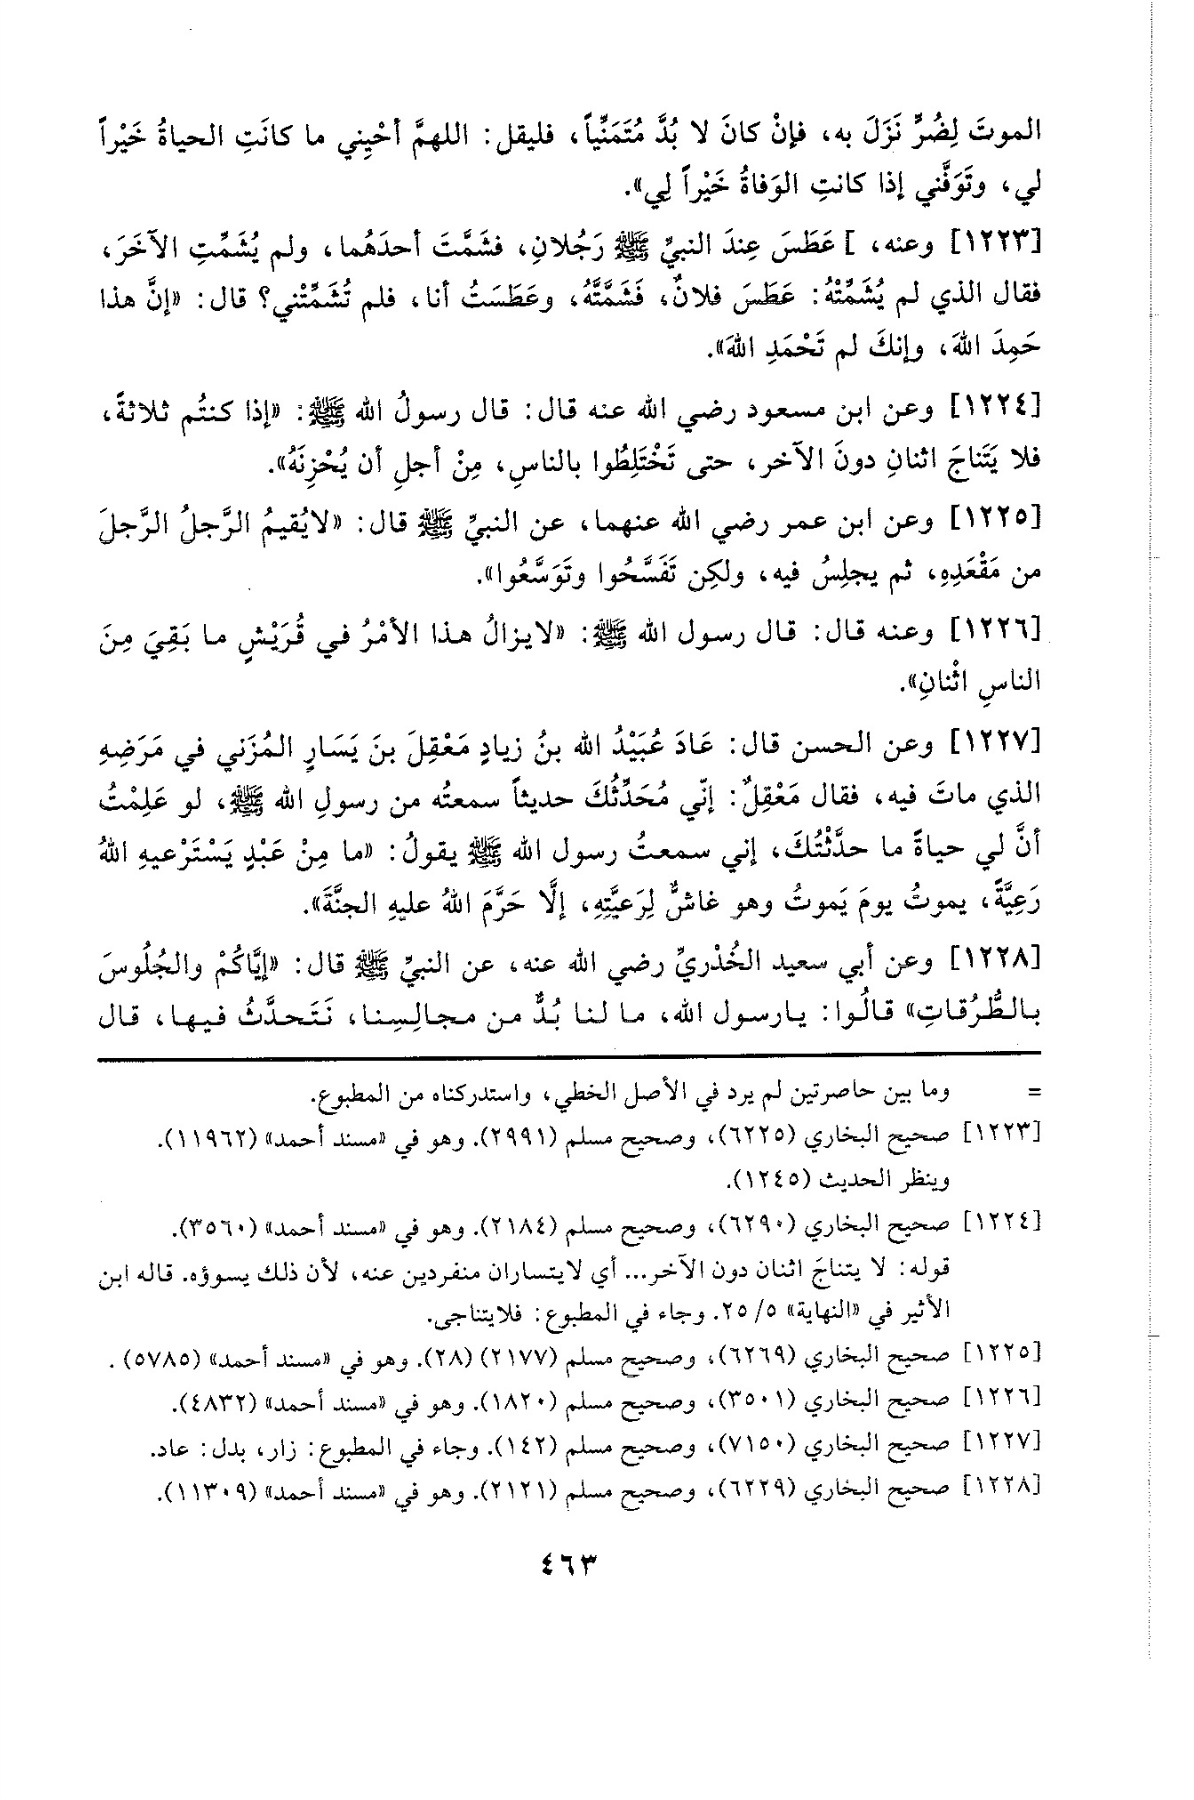 الموتَ لِضُرٍّ نَزَلَ به، فإنْ كانَ لا بُدَّ مُتَمَنِّياً، فليقل: اللهمَّ أحْيِني ما كانَتِ الحياةُ خَيْراً
لي، وتَوَفَّني إذا كانتِ الوَفاةُ خَيْراً لِي».
[١٢٢٣] وعنه، ] عَطَسَ عِندَ النبيِّ ﷺ رَجُلانِ، فشَمَّتَ أحدَهُما، ولم يُشَمِّتِ الآخَرَ،
فقال الذي لم يُشَمِّتْهُ: عَطَسَ فلانٌ، فَشَمَّتَّهُ، وعَطَسَتُ أنا، فلم تُشَمِّتْني؟ قال: «إنَّ هذا
حَمِدَ اللهَ، وإنكَ لم تَحْمَدِ اللهَ».
[١٢٢٤] وعن ابن مسعود رضي الله عنه قال: قال رسولُ الله ﷺ: «إذا كنتُم ثلاثةً،
فلا يَتَناجَ اثنانِ دونَ الآخر، حتى تَخْتَلِطُوا بالناسِ، مِنْ أجلِ أن يُحْزِنَهُ».
[١٢٢٥] وعن ابن عمر رضي الله عنهما، عن النبيِّ ﷺ قال: «لايُقيمُ الرَّجلُ الرَّجلَ
من مَقْعَدِهِ، ثم يجلِسُ فيه، ولكِن تَفَسَّحُوا وتَوَسَّعُوا».
[١٢٢٦] وعنه قال: قال رسول الله ﷺ: «لايزالُ هذا الأمْرُ في قُرَيْشٍ ما بَقِيَ مِنَ
الناسِ اثْنانِ».
[١٢٢٧] وعن الحسن قال: عَادَ عُبَيْدُ الله بنُ زيادٍ مَعْقِلَ بنَ يَسَارٍ المُزَني في مَرَضِهِ
الذي ماتَ فيه، فقال مَعْقِلٌ: إنّي مُحَدِّثُكَ حديثاً سمعتُه من رسولِ الله ﷺ، لو عَلِمْتُ
أنَّ لي حياةً ما حدَّثْتُكَ، إني سمعتُ رسول الله ﷺ يقولُ: «ما مِنْ عَبْدٍ يَسْتَرْعيهِ اللهُ
رَعِيَّةً، يموتُ يومَ يَموتُ وهو غاشٌّ لِرَعيَّتِهِ، إلَّا حَرَّمَ اللهُ عليهِ الجنَّةَ».
[١٢٢٨] وعن أبي سعيد الخُدْريِّ رضي الله عنه، عن النبيِّ ﷺ قال: «إيَّاكُمْ والجُلُوسَ
بالطُّرُقاتِ» قالُوا: يارسول الله، ما لنا بُدٌّ من مجالِسِنا، نَتَحدَّثُ فيها، قال
= وما بين حاصرتين لم يرد في الأصل الخطي، واستدركناه من المطبوع.
[١٢٢٣] صحيح البخاري (٦٢٢٥)، وصحيح مسلم (٢٩٩١). وهو في «مسند أحمد» (١١٩٦٢).
وينظر الحديث (١٢٤٥).
[١٢٢٤] صحيح البخاري (٦٢٩٠)، وصحيح مسلم (٢١٨٤). وهو في «مسند أحمد» (٣٥٦٠).
قوله: لا يتناجَ اثنان دون الآخر... أي لايتساران منفردين عنه، لأن ذلك يسوؤه. قاله ابن
الأثير في «النهاية» ٢٥/٥. وجاء في المطبوع: فلايتناجى.
[١٢٢٥] صحيح البخاري (٦٢٦٩)، وصحيح مسلم (٢١٧٧) (٢٨). وهو في «مسند أحمد» (٥٧٨٥) .
[١٢٢٦] صحيح البخاري (٣٥٠١)، وصحيح مسلم (١٨٢٠). وهو في «مسند أحمد» (٤٨٣٢).
[١٢٢٧] صحيح البخاري (٧١٥٠)، وصحيح مسلم (١٤٢). وجاء في المطبوع: زار، بدل: عاد.
[١٢٢٨] صحيح البخاري (٦٢٢٩)، وصحيح مسلم (٢١٢١). وهو في «مسند أحمد» (١١٣٠٩).
٤٦٣